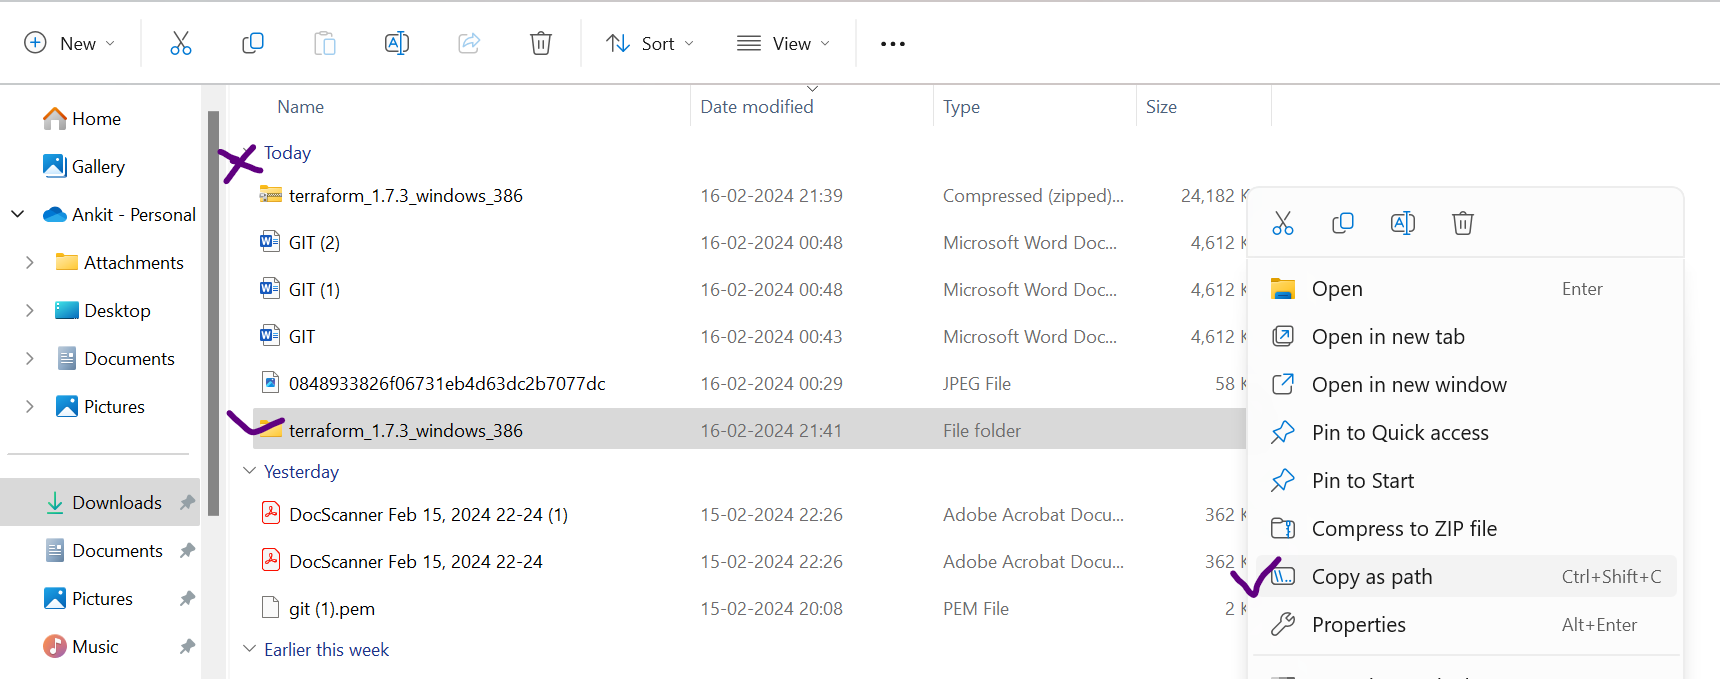 New
Sort
View
Home
Gallery
Ankit - Personal
Attachments
Desktop
Documents
Pictures
Downloads
Documents
Pictures
Music
Name Date modified Type Size
Today
terraform_1.7.3_windows_386 16-02-2024 21:39 Compressed (zipped)... 24,182 K
GIT (2) 16-02-2024 00:48 Microsoft Word Doc... 4,612 K
GIT (1) 16-02-2024 00:48 Microsoft Word Doc... 4,612 K
GIT 16-02-2024 00:43 Microsoft Word Doc... 4,612 K
0848933826f06731eb4d63dc2b7077dc 16-02-2024 00:29 JPEG File 58 K
terraform_1.7.3_windows_386 16-02-2024 21:41 File folder
Yesterday
DocScanner Feb 15, 2024 22-24 (1) 15-02-2024 22:26 Adobe Acrobat Docu... 362 K
DocScanner Feb 15, 2024 22-24 15-02-2024 22:26 Adobe Acrobat Docu... 362 K
git (1).pem 15-02-2024 20:08 PEM File 2 K
Earlier this week
Open Enter
Open in new tab
Open in new window
Pin to Quick access
Pin to Start
Compress to ZIP file
Copy as path Ctrl+Shift+C
Properties Alt+Enter